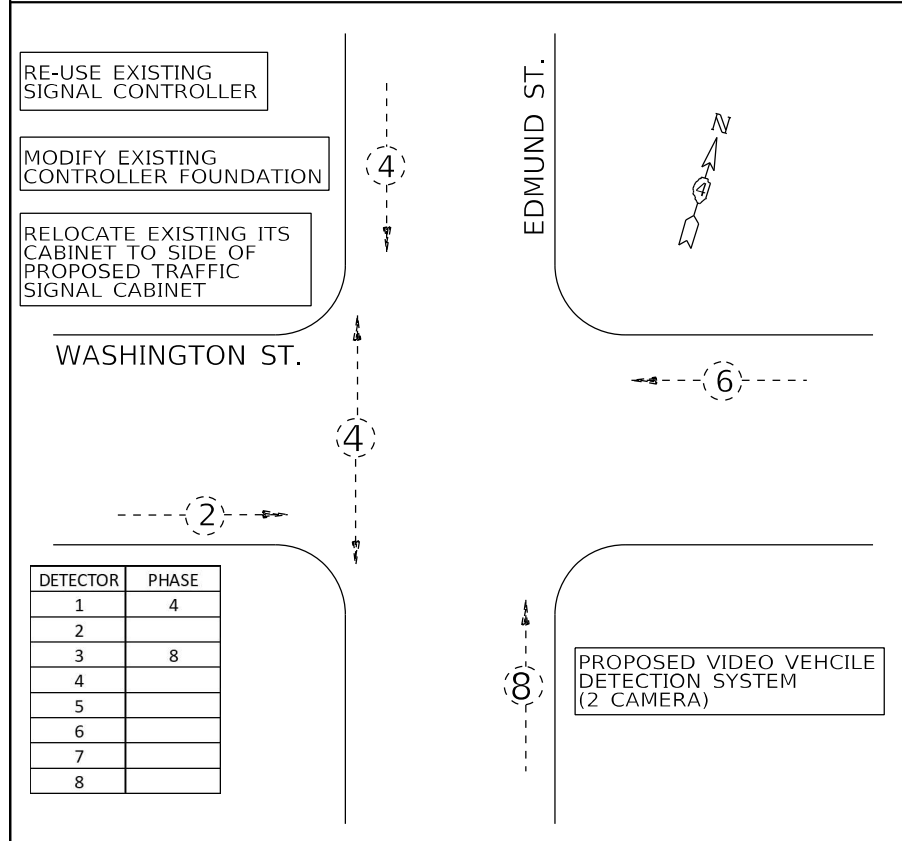 RE-USE EXISTING
SIGNAL CONTROLLER
MODIFY EXISTING
CONTROLLER FOUNDATION
RELOCATE EXISTING ITS
CABINET TO SIDE OF
PROPOSED TRAFFIC
SIGNAL CABINET
4
EDMUND ST.
N
4
WASHINGTON ST.
6
4
2
DETECTOR PHASE
1 4
2
3 8
4
5
6
7
8
8
PROPOSED VIDEO VEHCILE
DETECTION SYSTEM
(2 CAMERA)